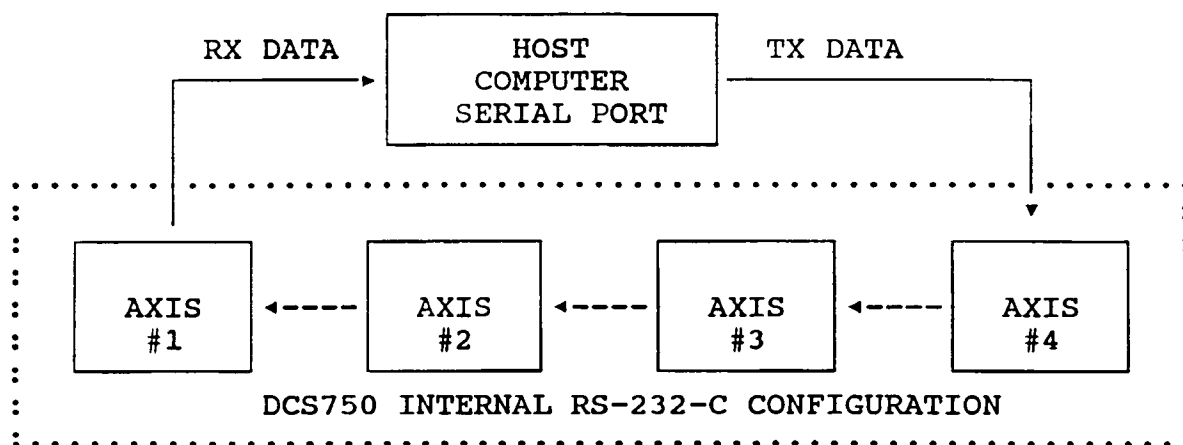 RX DATA
HOST
COMPUTER
SERIAL PORT
TX DATA
AXIS
#1
AXIS
#2
AXIS
#3
AXIS
#4
DCS750 INTERNAL RS-232-C CONFIGURATION